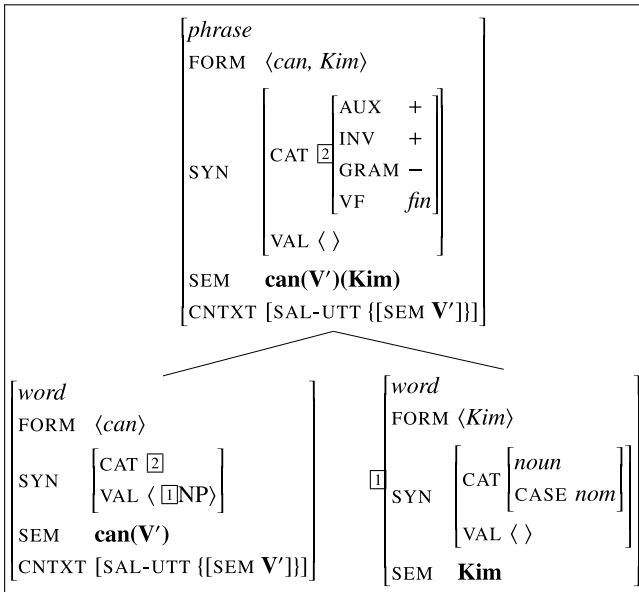 phrase
FORM ⟨can, Kim⟩
SYN
CAT 2
AUX +
INV +
GRAM −
VF fin
VAL ⟨ ⟩
SEM can(V′)(Kim)
CNTXT [SAL-UTT {[SEM V′]}]
word
FORM ⟨can⟩
SYN
CAT 2
VAL ⟨ 1NP⟩
SEM can(V′)
CNTXT [SAL-UTT {[SEM V′]}]
1
word
FORM ⟨Kim⟩
SYN
CAT
noun
CASE nom
VAL ⟨ ⟩
SEM Kim